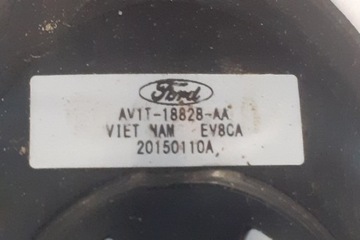 Ford
AV1T-18828-AA
VIET NAM EV8CA
20150110A